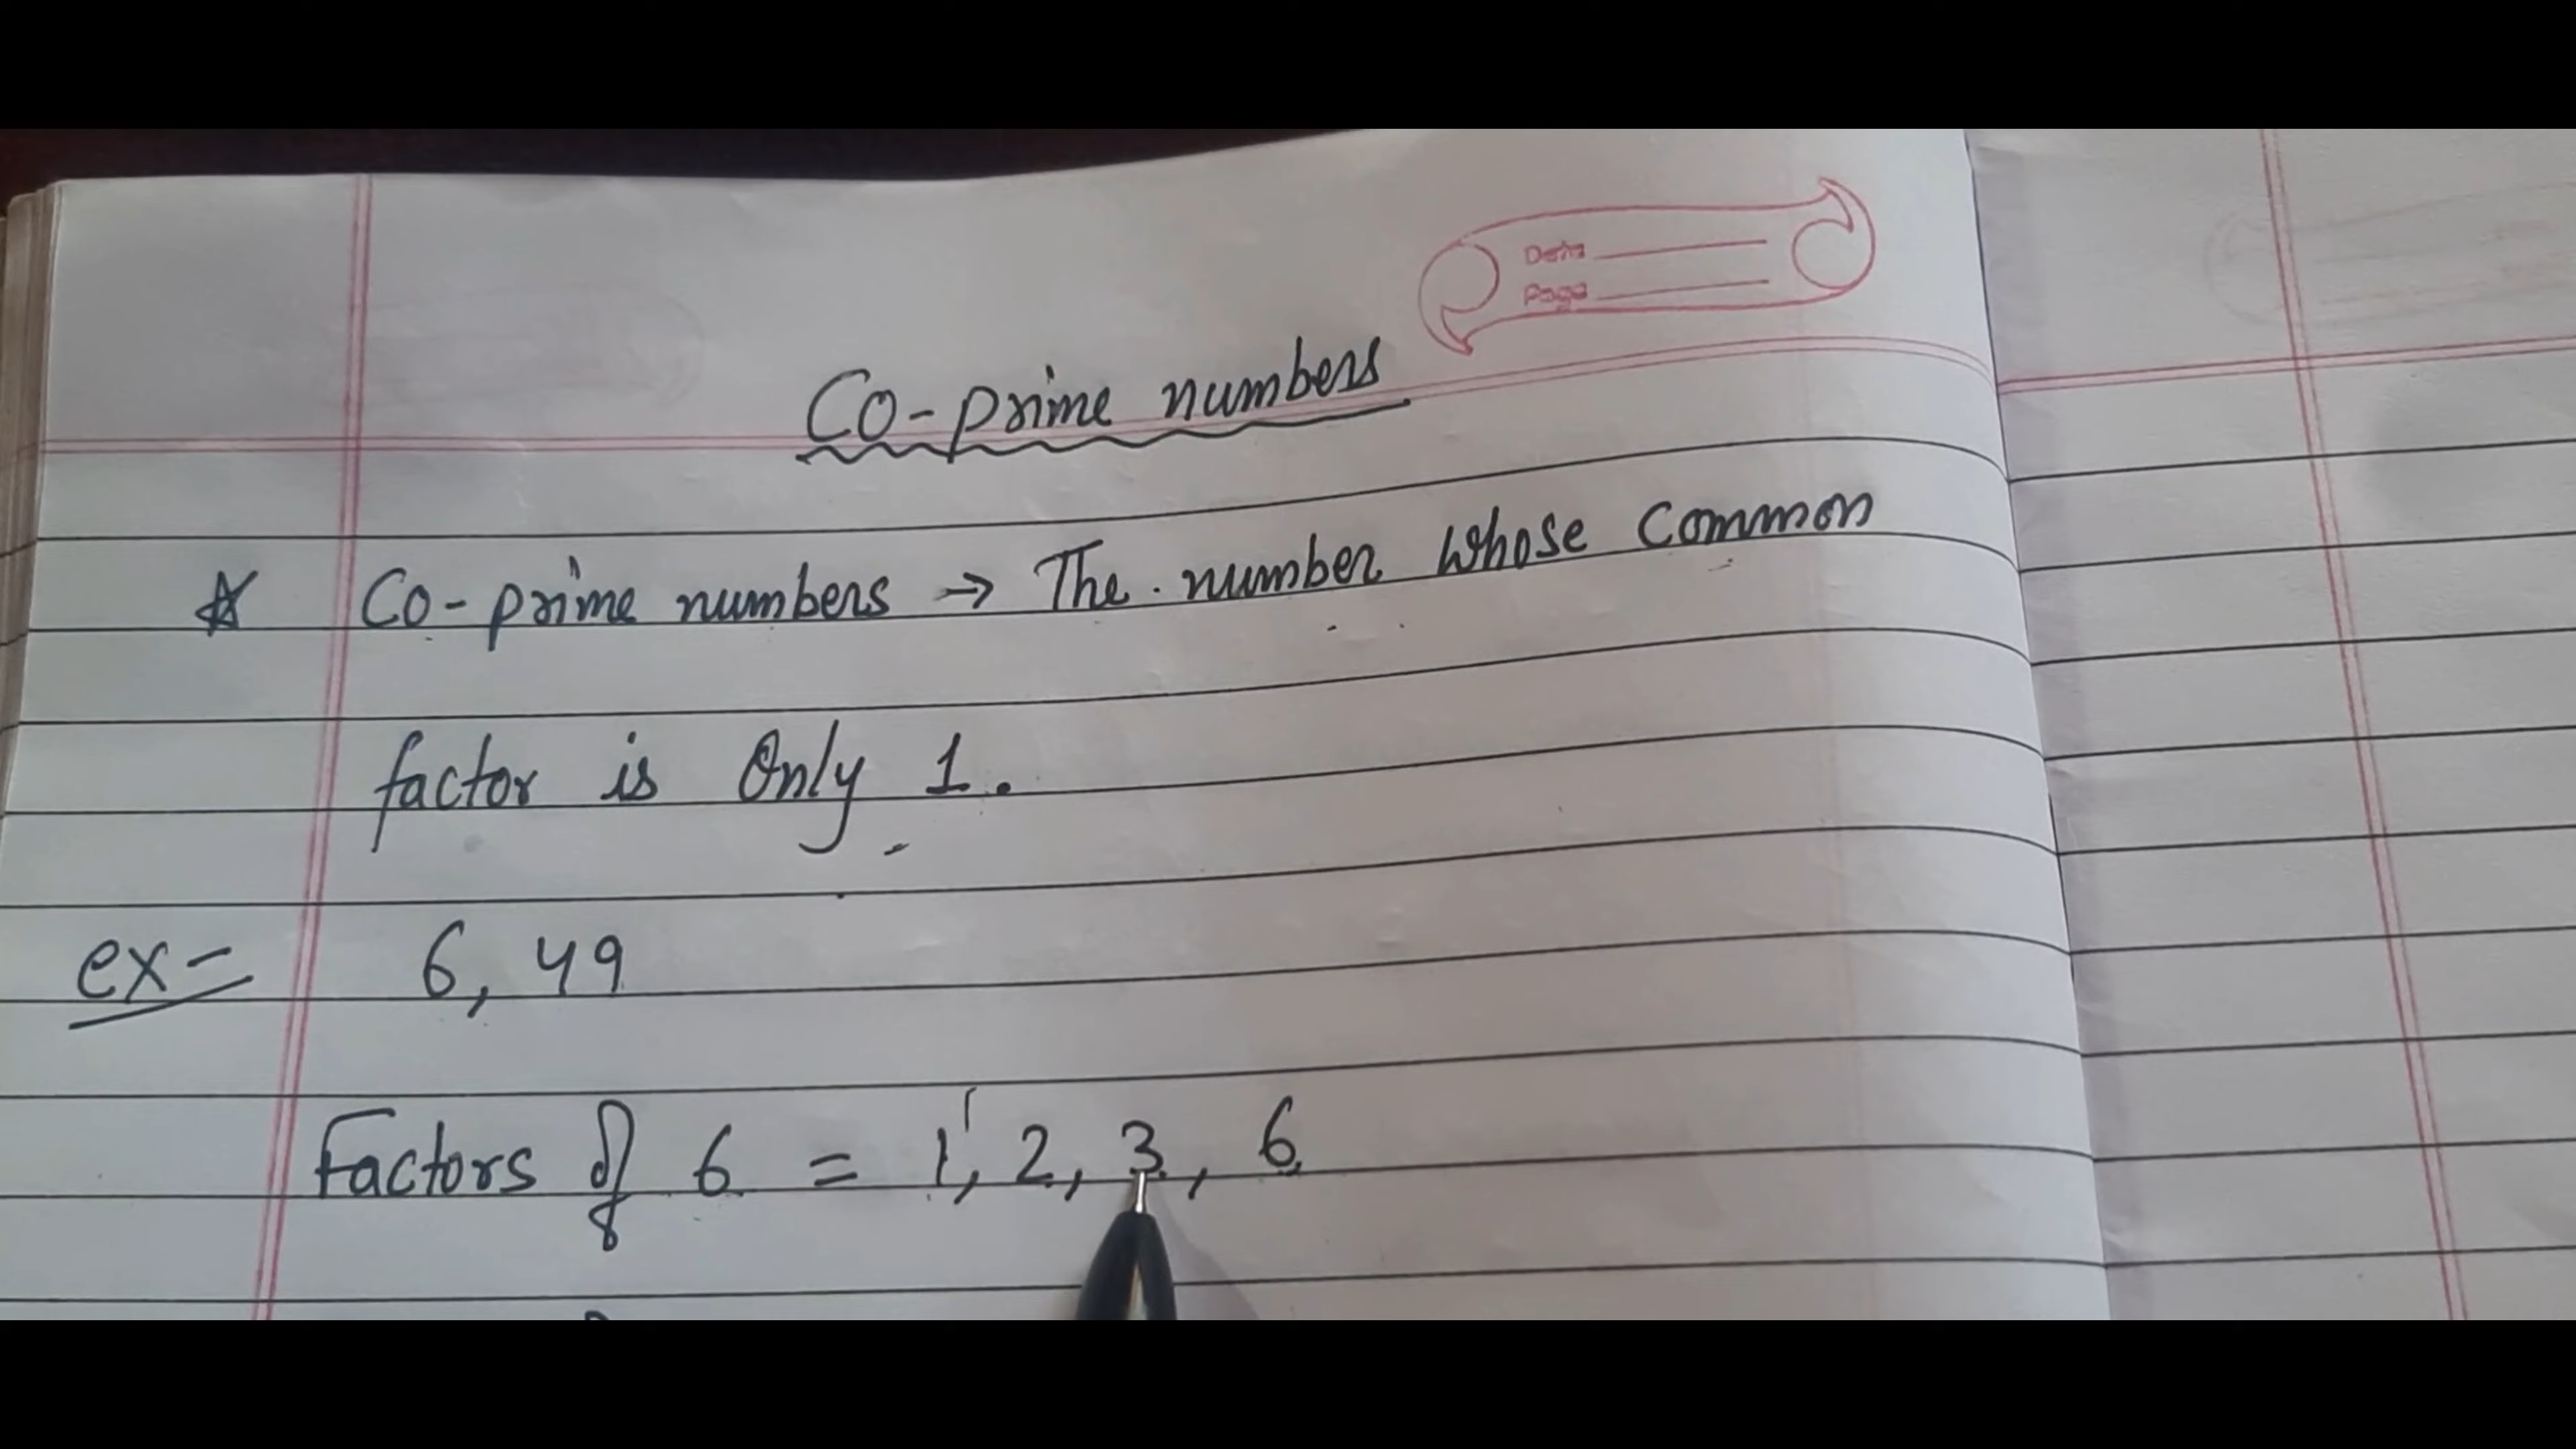 Date
Page
Co-prime numbers
☆ Co-prime numbers → The number whose common
factor is only 1.
ex= 6, 49
Factors of 6 = 1, 2, 3, 6